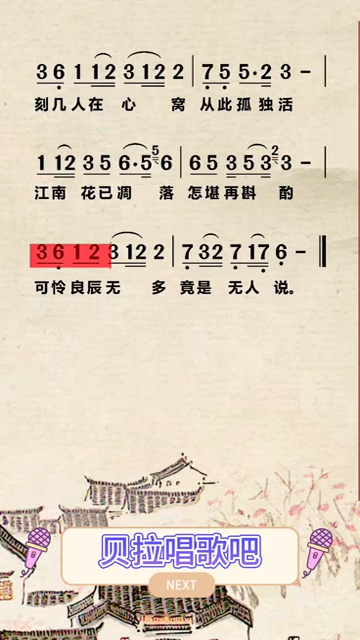 3 6 1 1 12 3 12 2 | 7 5 5·2 3 – |
刻几人在 心 窝 从此孤独活
1 12 3 5 6·5 5 6 | 6 5 3 5 3 2 3 – |
江南 花已凋 落 怎堪再斟 酌
3 6 1 2 3 12 2 | 7 32 7 17 6 – ‖
可怜良辰无 多 竟是 无人 说。
贝拉唱歌吧
NEXT